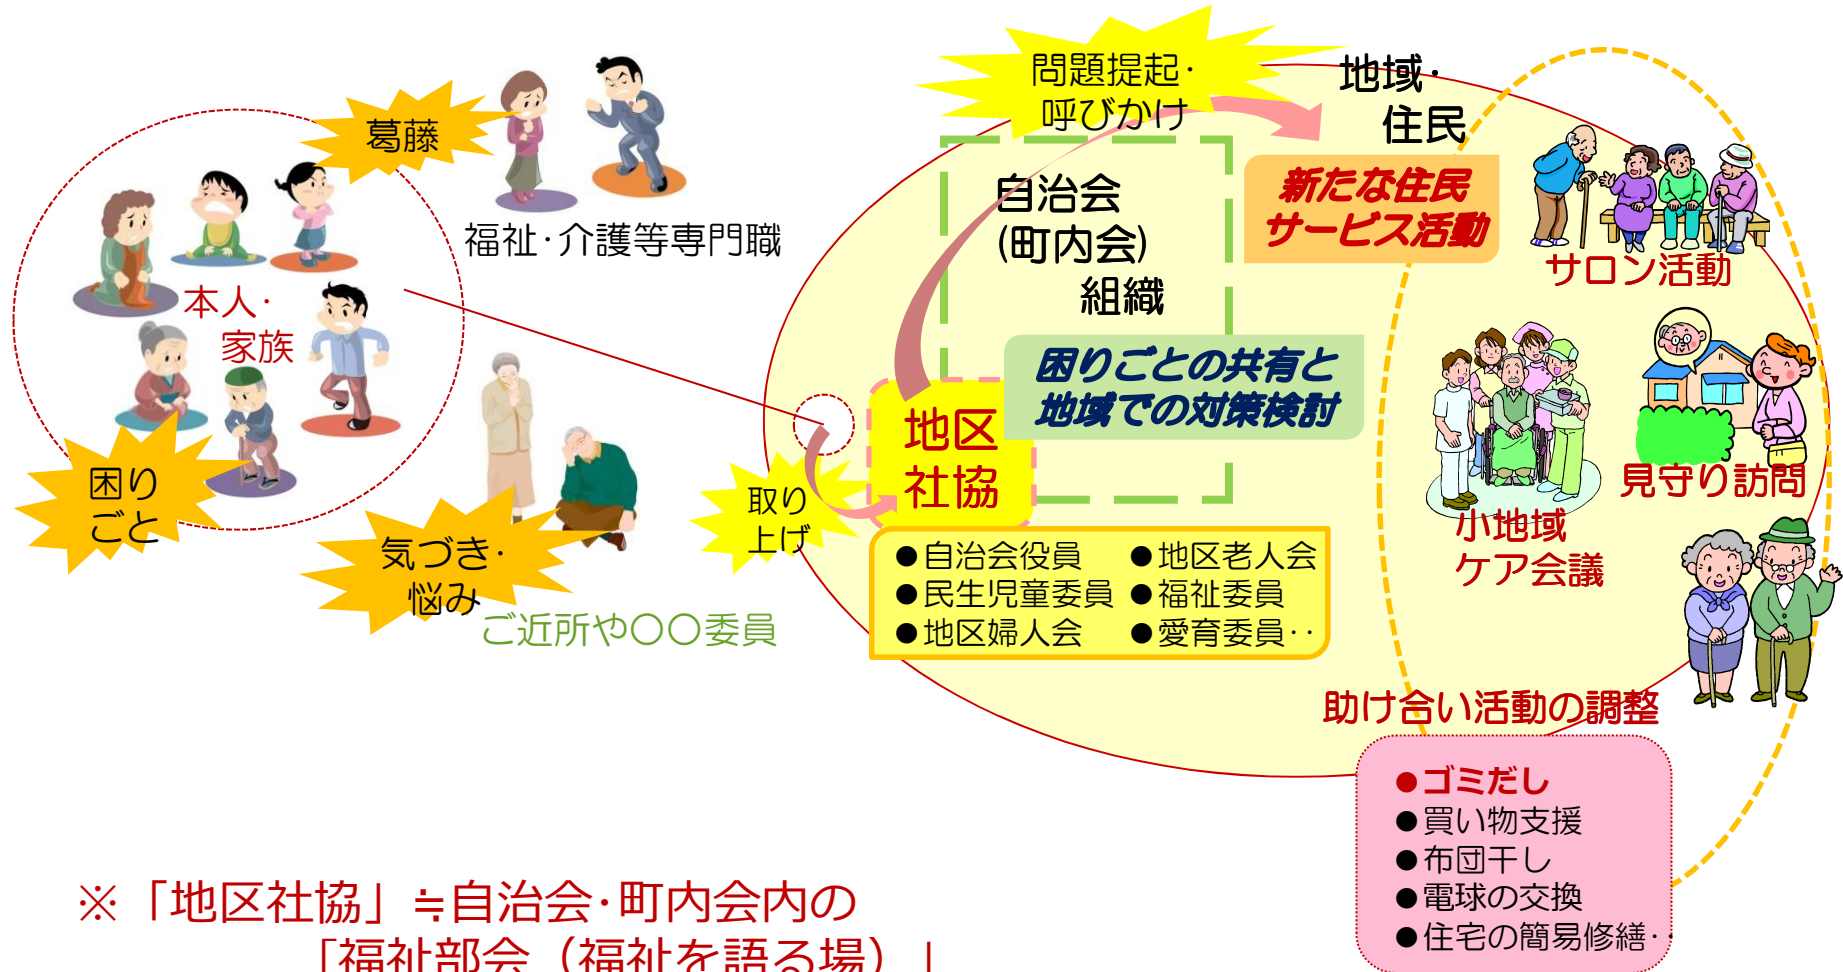 葛藤
福祉･介護等専門職
本人･
家族
困り
ごと
気づき･
悩み
ご近所や〇〇委員
問題提起･
呼びかけ
地域･
住民
自治会
(町内会)
組織
新たな住民
サービス活動
困りごとの共有と
地域での対策検討
地区
社協
取り
上げ
●自治会役員
●民生児童委員
●地区婦人会
●地区老人会
●福祉委員
●愛育委員‥
サロン活動
見守り訪問
小地域
ケア会議
助け合い活動の調整
●ゴミだし
●買い物支援
●布団干し
●電球の交換
●住宅の簡易修繕‥
※「地区社協」≒自治会･町内会内の
「福祉部会（福祉を語る場）」